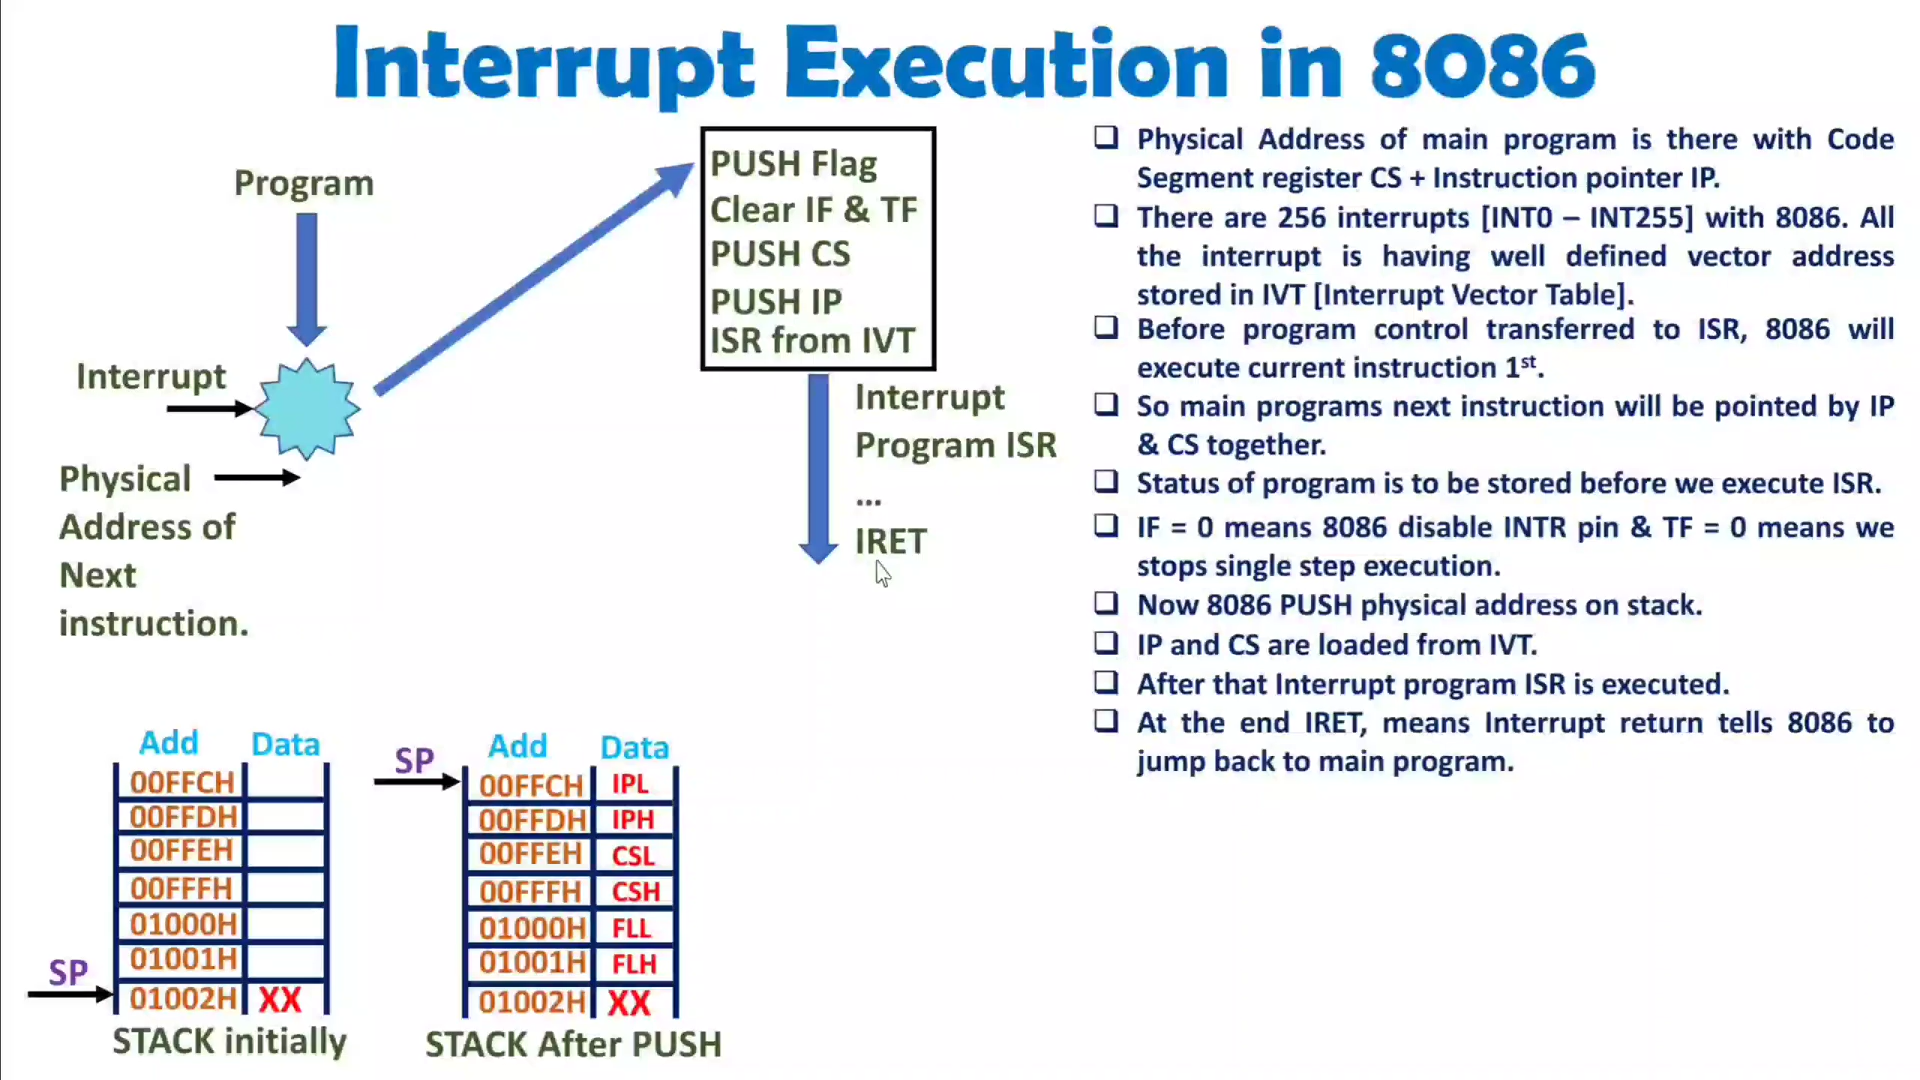 Interrupt Execution in 8086
Program
Interrupt
Physical
Address of
Next
instruction.
PUSH Flag
Clear IF & TF
PUSH CS
PUSH IP
ISR from IVT
Interrupt
Program ISR
...
IRET
❑ Physical Address of main program is there with Code
Segment register CS + Instruction pointer IP.
❑ There are 256 interrupts [INT0 – INT255] with 8086. All
the interrupt is having well defined vector address
stored in IVT [Interrupt Vector Table].
❑ Before program control transferred to ISR, 8086 will
execute current instruction 1st.
❑ So main programs next instruction will be pointed by IP
& CS together.
❑ Status of program is to be stored before we execute ISR.
❑ IF = 0 means 8086 disable INTR pin & TF = 0 means we
stops single step execution.
❑ Now 8086 PUSH physical address on stack.
❑ IP and CS are loaded from IVT.
❑ After that Interrupt program ISR is executed.
❑ At the end IRET, means Interrupt return tells 8086 to
jump back to main program.
Add Data
00FFCH
00FFDH
00FFEH
00FFFH
01000H
01001H
SP 01002H XX
STACK initially
Add Data
SP 00FFCH IPL
00FFDH IPH
00FFEH CSL
00FFFH CSH
01000H FLL
01001H FLH
01002H XX
STACK After PUSH